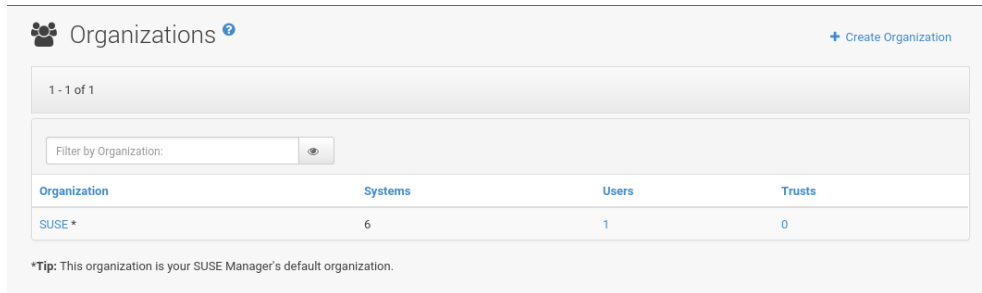 Organizations ?
+ Create Organization
1 - 1 of 1
Filter by Organization:
Organization Systems Users Trusts
SUSE * 6 1 0
*Tip: This organization is your SUSE Manager's default organization.